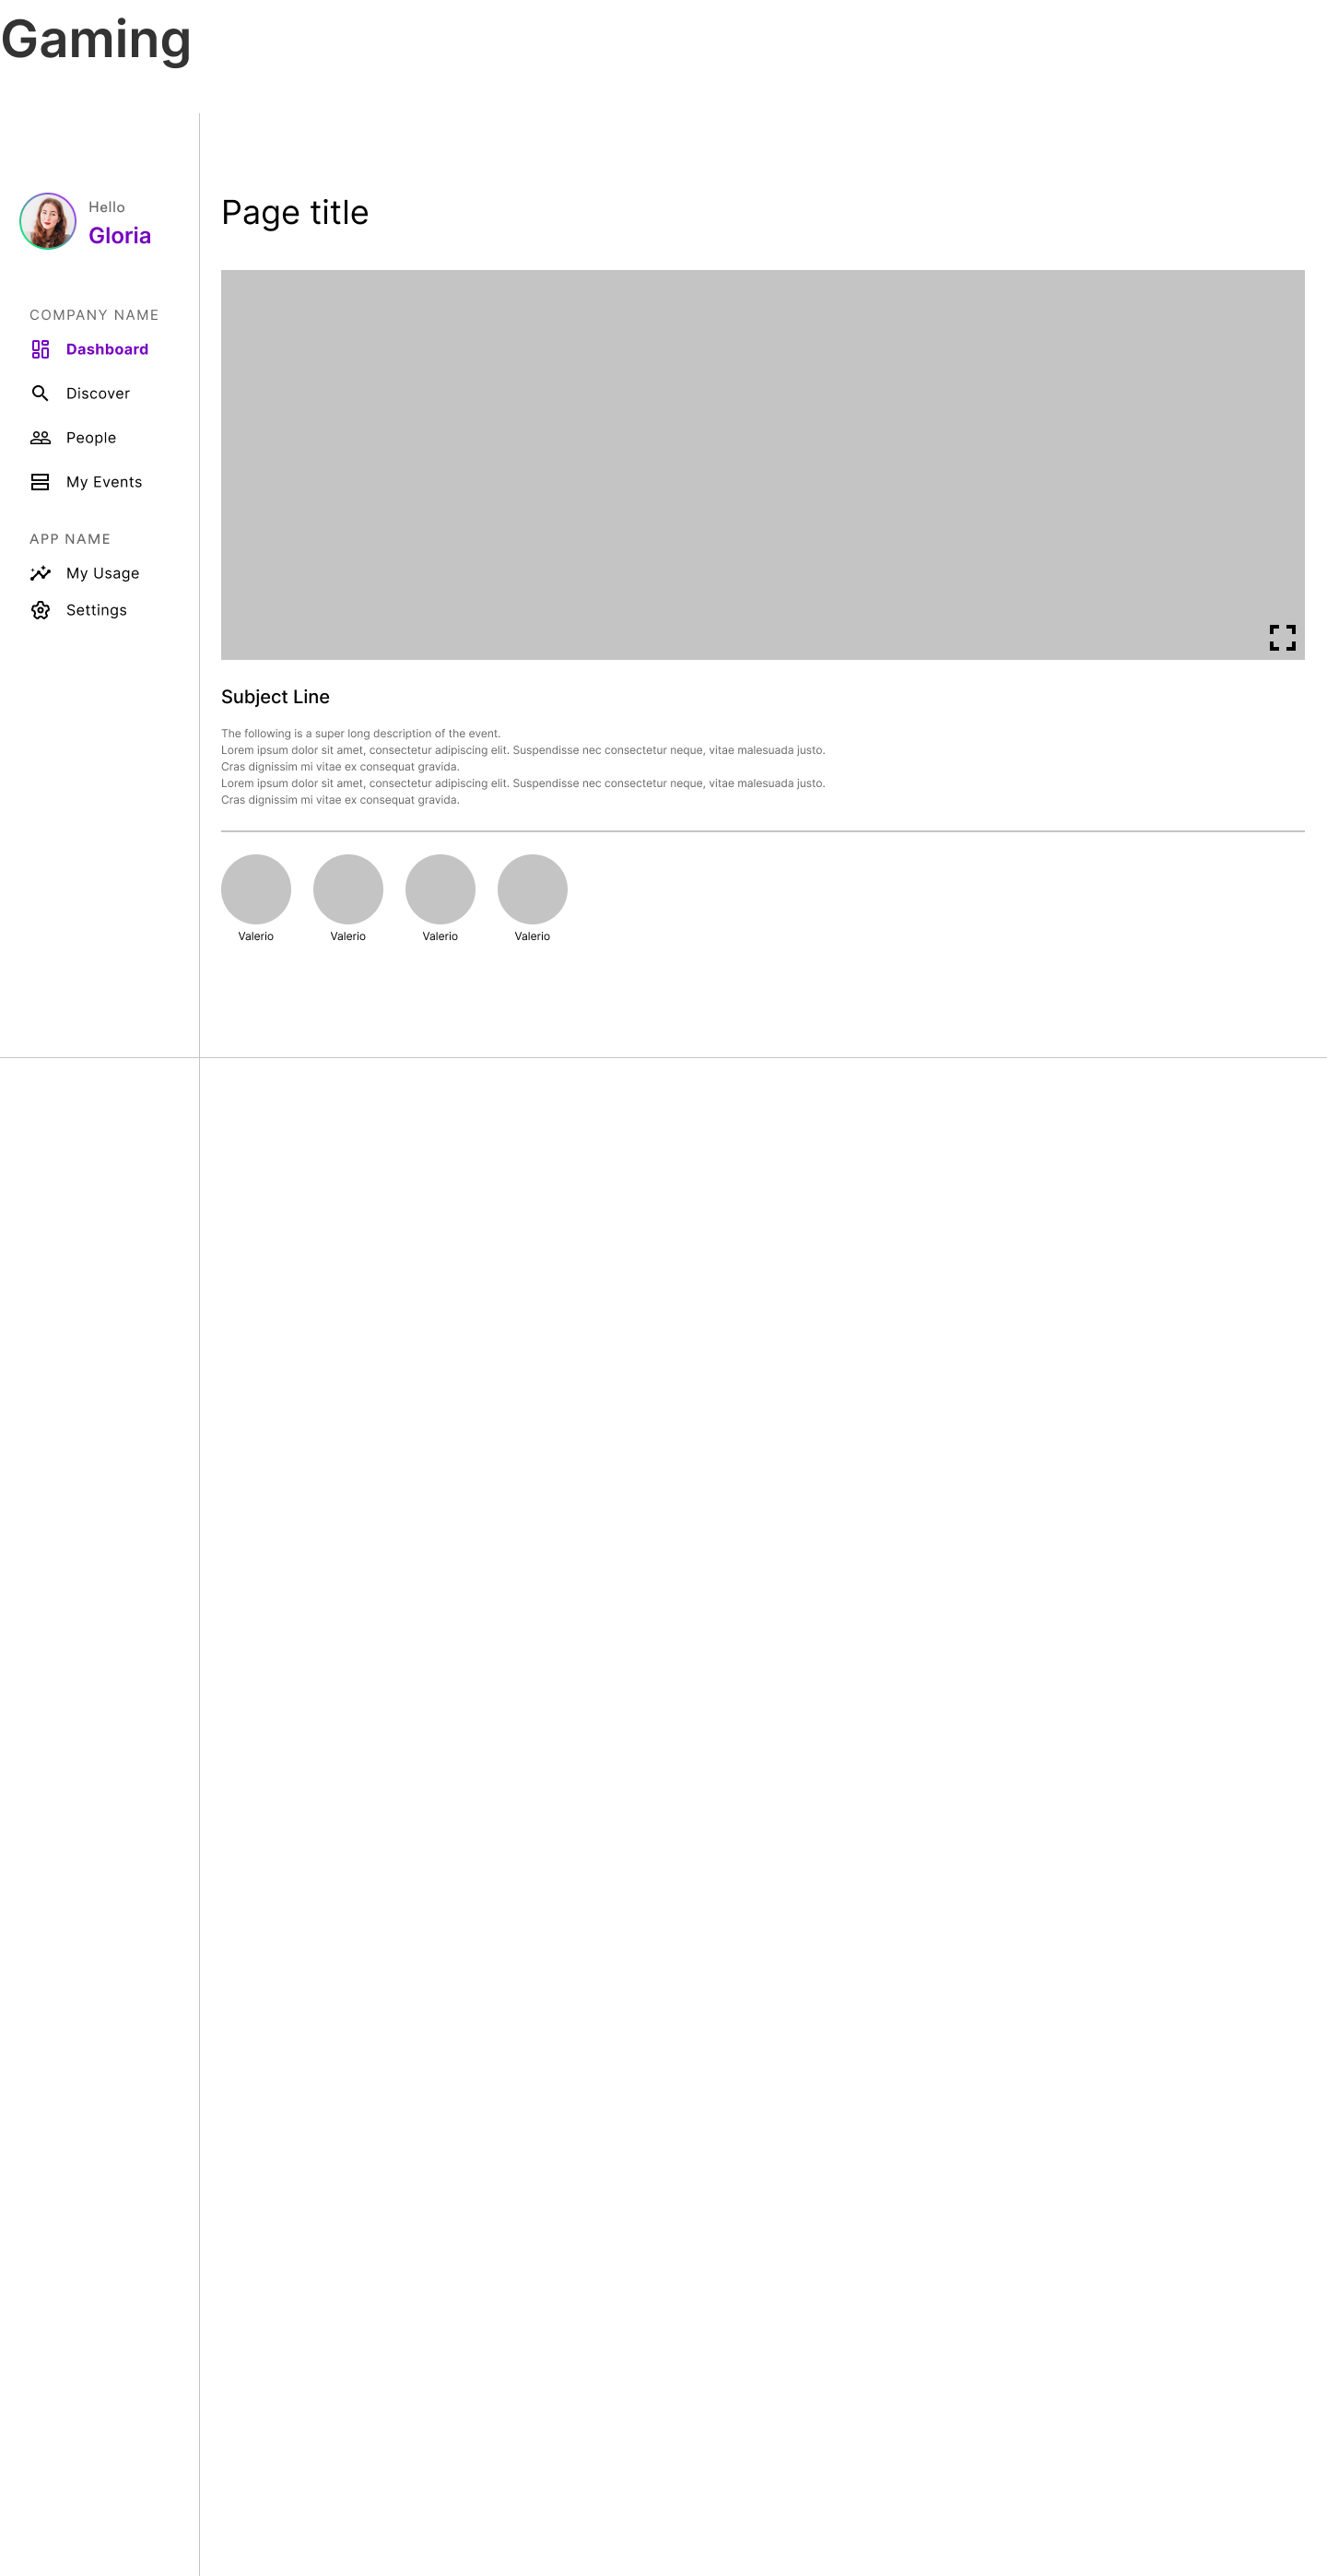 Gaming
Hello
Gloria
COMPANY NAME
Dashboard
Discover
People
My Events
APP NAME
My Usage
Settings
Page title
Subject Line
The following is a super long description of the event.
Lorem ipsum dolor sit amet, consectetur adipiscing elit. Suspendisse nec consectetur neque, vitae malesuada justo.
Cras dignissim mi vitae ex consequat gravida.
Lorem ipsum dolor sit amet, consectetur adipiscing elit. Suspendisse nec consectetur neque, vitae malesuada justo.
Cras dignissim mi vitae ex consequat gravida.
Valerio Valerio Valerio Valerio